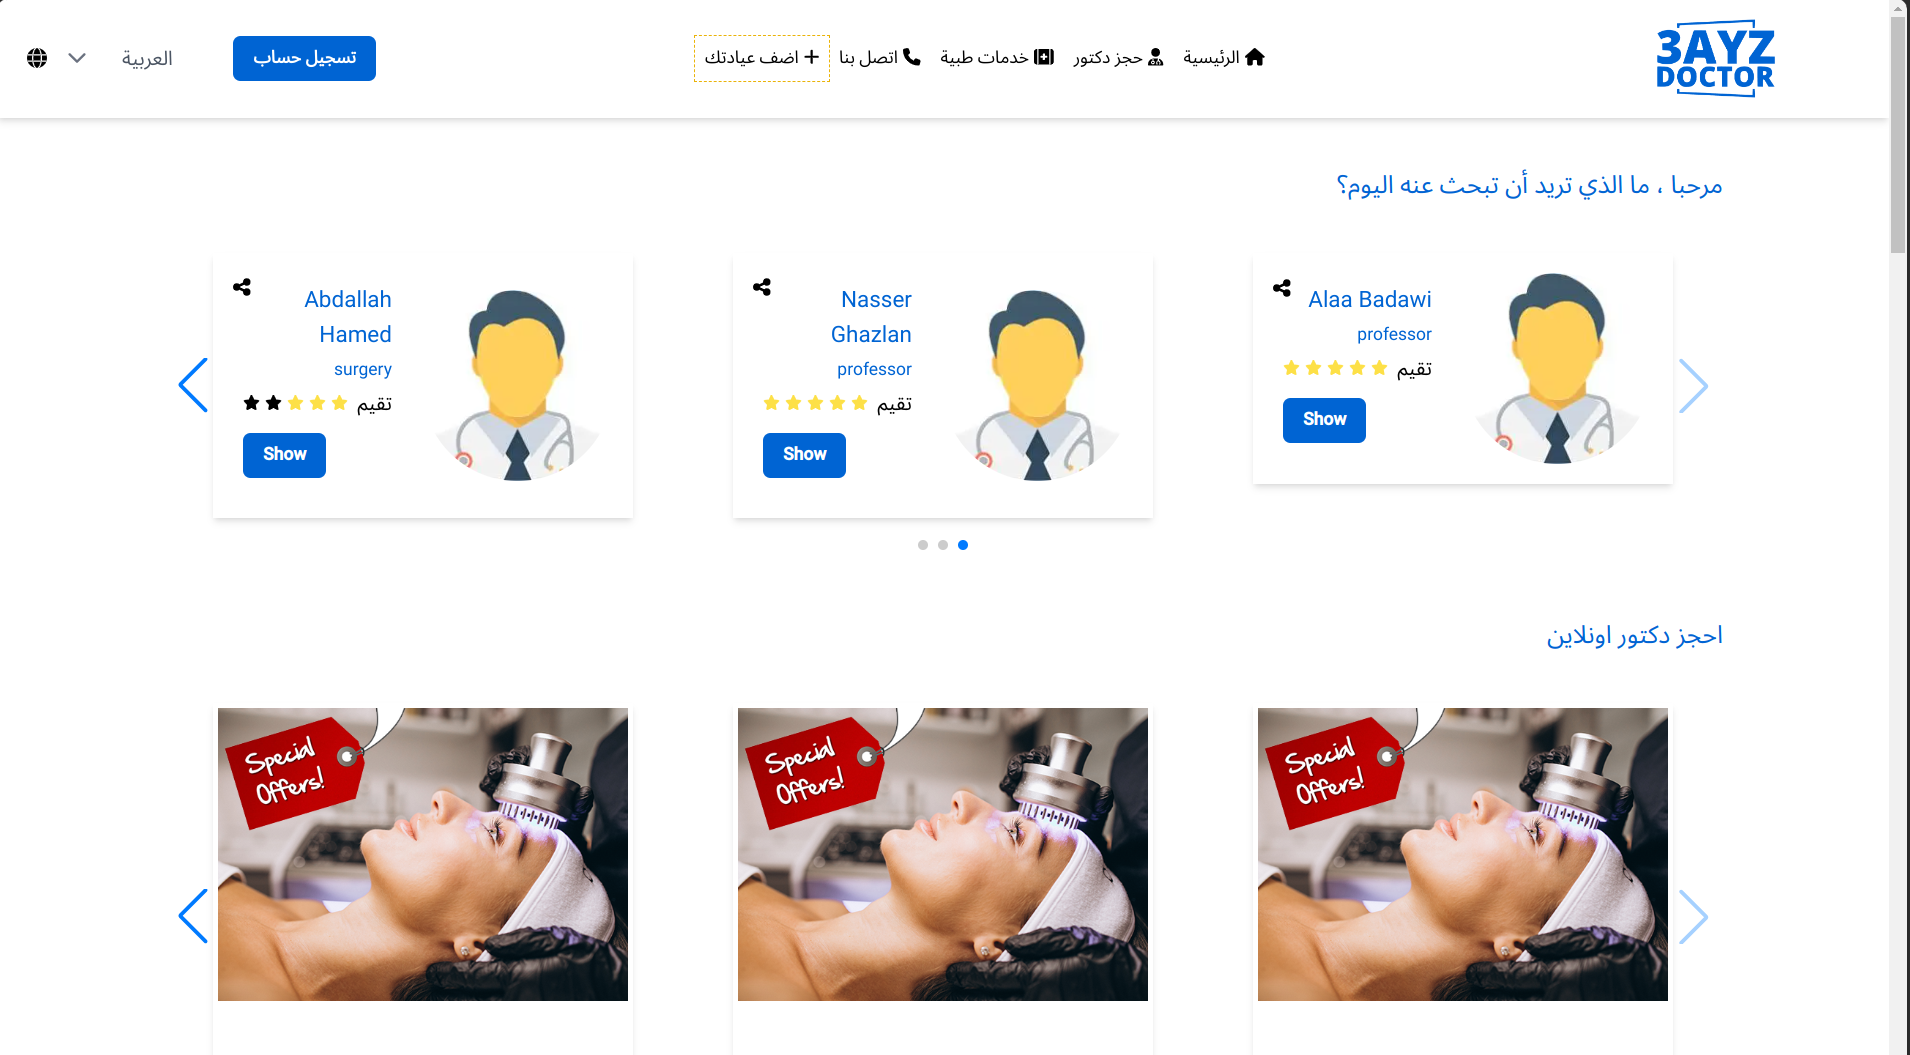 3AYZ
DOCTOR
الرئيسية
حجز دكتور
خدمات طبية
اتصل بنا
اضف عيادتك
تسجيل حساب
العربية
مرحبا ، ما الذي تريد أن تبحث عنه اليوم؟
Alaa Badawi
professor
تقيم
Show
Nasser
Ghazlan
professor
تقيم
Show
Abdallah
Hamed
surgery
تقيم
Show
احجز دكتور اونلاين
Special
Offers!
Special
Offers!
Special
Offers!